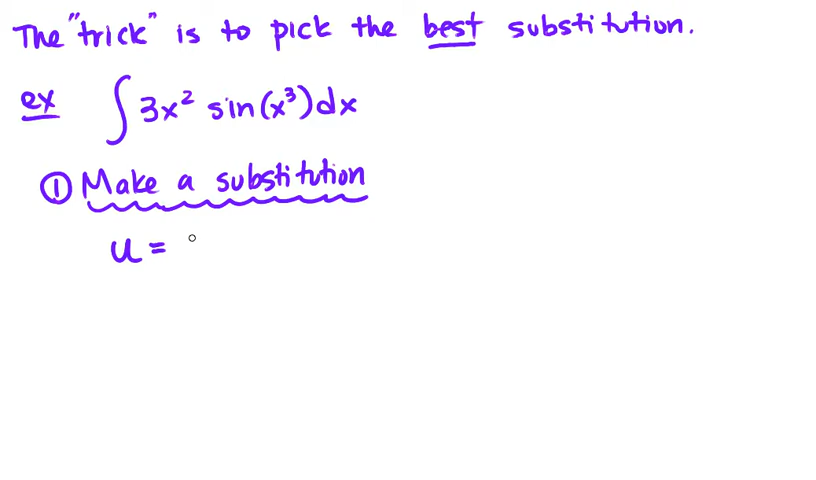 The "trick" is to pick the best substitution.
ex ∫ 3x² sin(x³) dx
① Make a substitution
u =